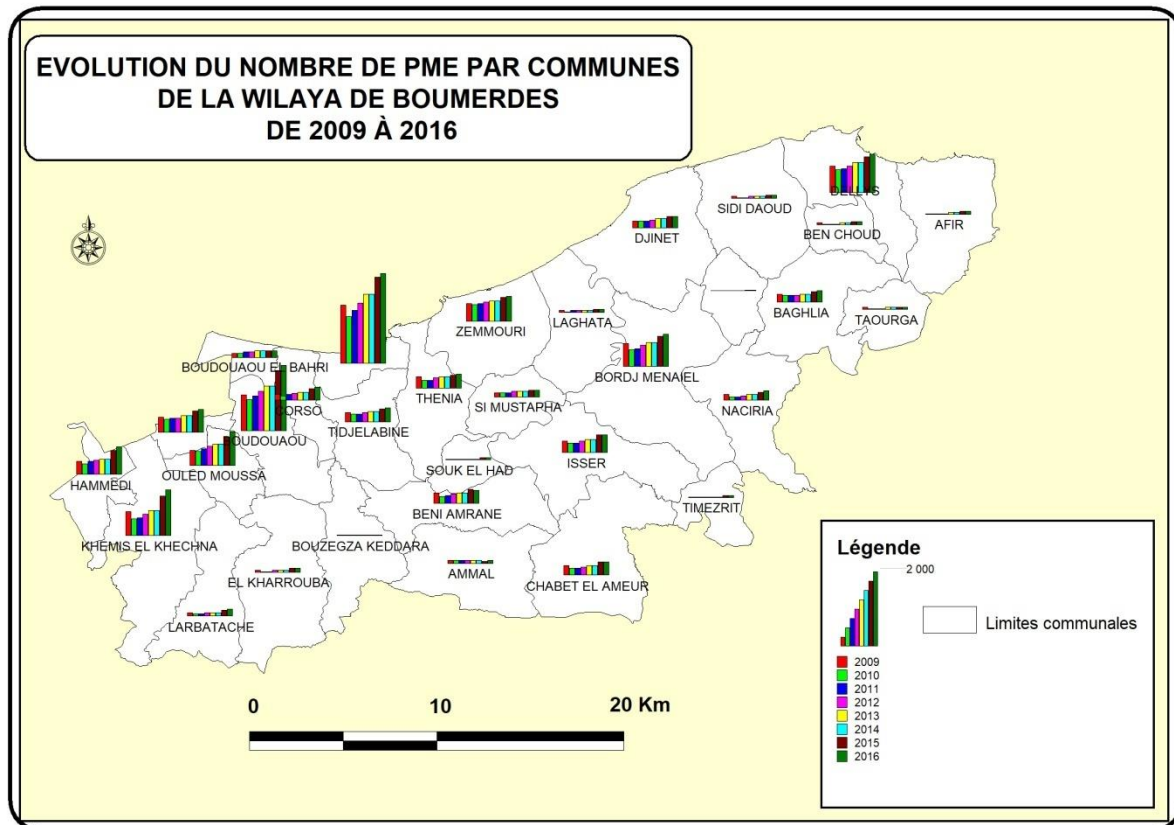 EVOLUTION DU NOMBRE DE PME PAR COMMUNES
DE LA WILAYA DE BOUMERDES
DE 2009 À 2016
DELLYS
SIDI DAOUD
AFIR
BEN CHOUD
DJINET
BAGHLIA
TAOURGA
LAGHATA
ZEMMOURI
BOUDOUAOU EL BAHRI
BORDJ MENAIEL
THENIA
SI MUSTAPHA
NACIRIA
CORSO
TIDJELABINE
BOUDOUAOU
ISSER
SOUK EL HAD
OULED MOUSSA
HAMMEDI
TIMEZRIT
BENI AMRANE
KHEMIS EL KHECHNA
BOUZEGZA KEDDARA
AMMAL
EL KHARROUBA
CHABET EL AMEUR
LARBATACHE
0 10 20 Km
Légende
2 000
Limites communales
2009
2010
2011
2012
2013
2014
2015
2016